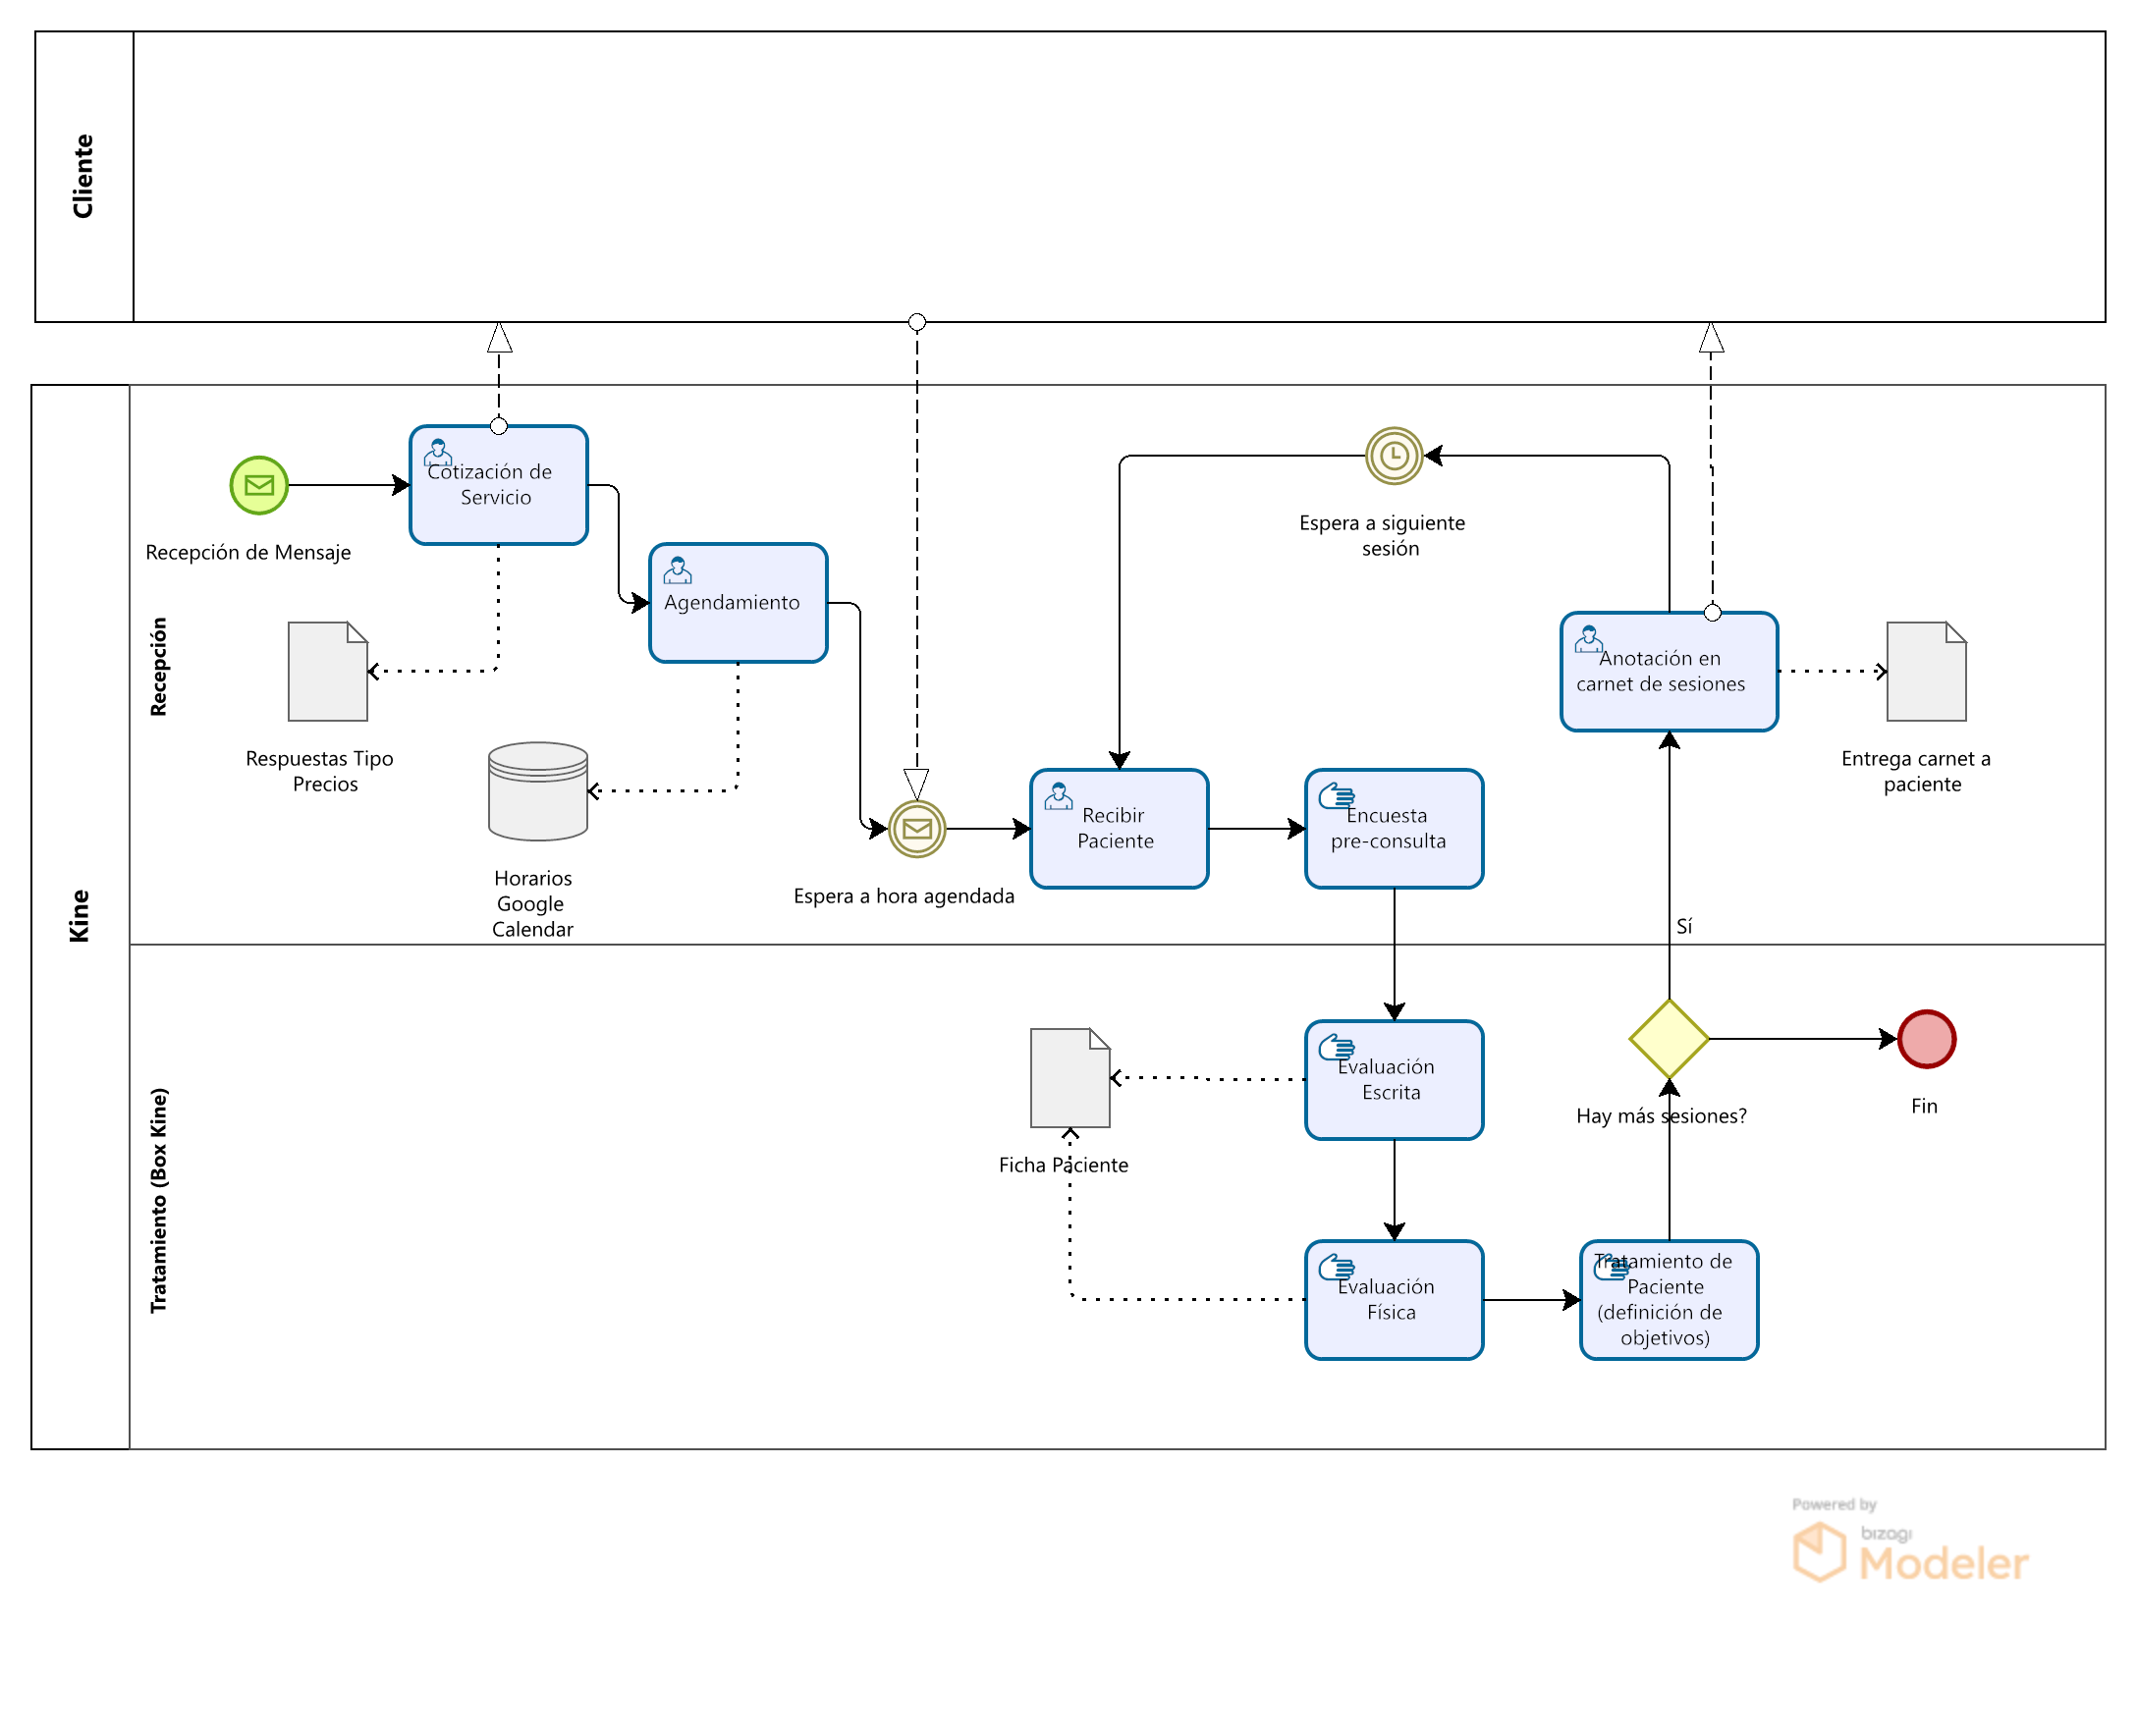 Cliente
Kine
Recepción
Recepción de Mensaje
Cotización de
Servicio
Agendamiento
Respuestas Tipo
Precios
Horarios
Google
Calendar
Espera a hora agendada
Recibir
Paciente
Encuesta
pre-consulta
Espera a siguiente
sesión
Anotación en
carnet de sesiones
Entrega carnet a
paciente
Sí
Tratamiento (Box Kine)
Ficha Paciente
Evaluación
Escrita
Evaluación
Física
Tratamiento de
Paciente
(definición de
objetivos)
Hay más sesiones?
Fin
Powered by
bizagi
Modeler